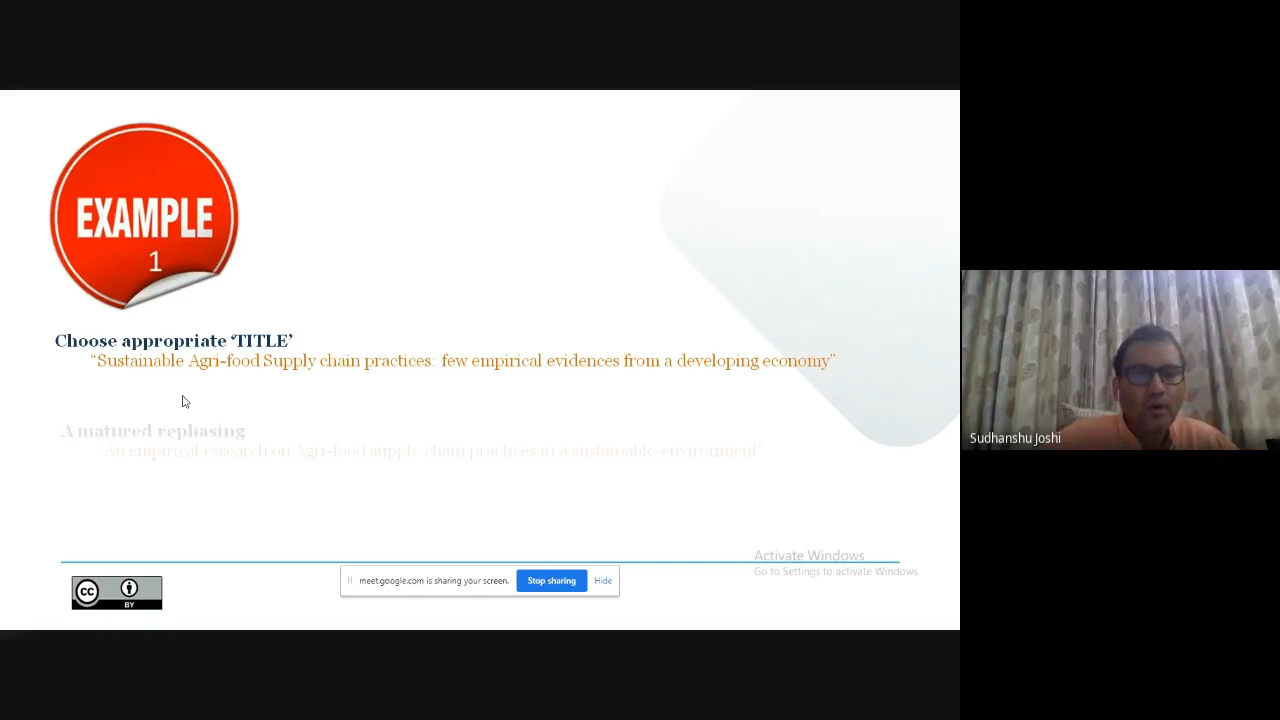 EXAMPLE
1
Choose appropriate ‘TITLE’
“Sustainable Agri-food Supply chain practices: few empirical evidences from a developing economy”
A matured rephasing
“An empirical research on Agri-food supply chain practices in a sustainable environment”
Sudhanshu Joshi
Activate Windows
Go to Settings to activate Windows.
meet.google.com is sharing your screen.
Stop sharing
Hide
cc
BY